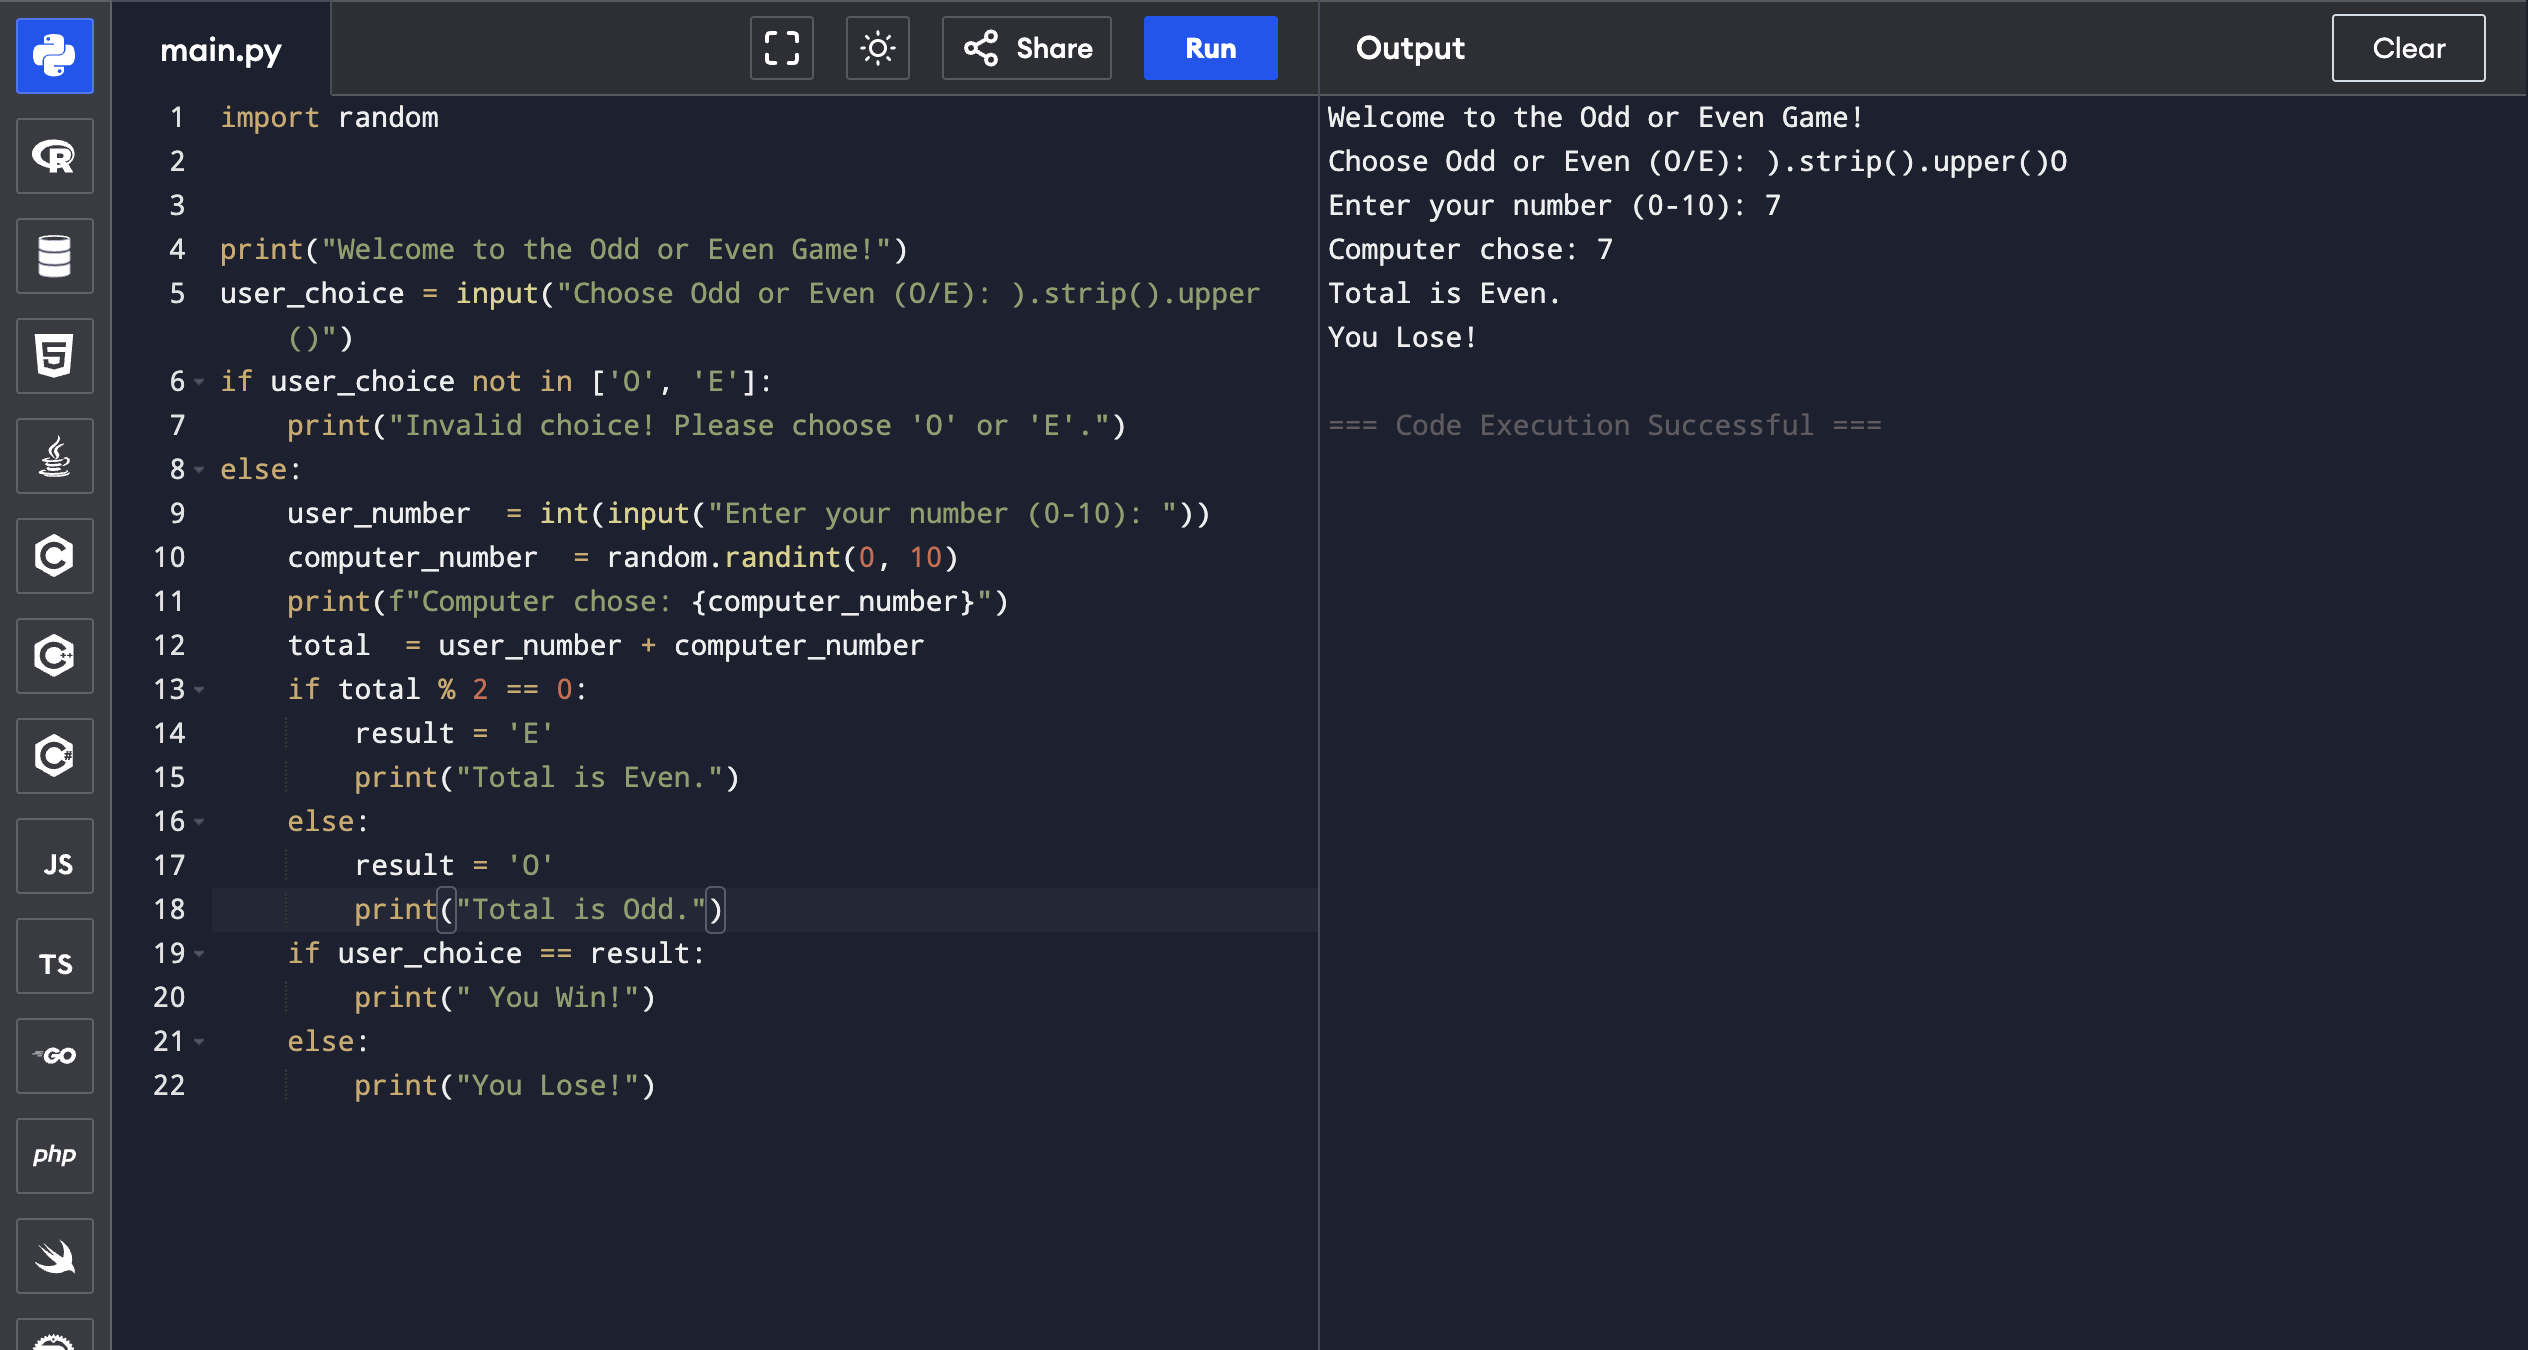 main.py
Share
Run
Output
Clear
1 import random
2
3
4 print("Welcome to the Odd or Even Game!")
5 user_choice = input("Choose Odd or Even (O/E): ).strip().upper
()")
6 if user_choice not in ['O', 'E']:
7     print("Invalid choice! Please choose 'O' or 'E'.")
8 else:
9     user_number  = int(input("Enter your number (0-10): "))
10     computer_number  = random.randint(0, 10)
11     print(f"Computer chose: {computer_number}")
12     total  = user_number + computer_number
13     if total % 2 == 0:
14         result = 'E'
15         print("Total is Even.")
16     else:
17         result = 'O'
18         print("Total is Odd.")
19     if user_choice == result:
20         print(" You Win!")
21     else:
22         print("You Lose!")
Welcome to the Odd or Even Game!
Choose Odd or Even (O/E): ).strip().upper()O
Enter your number (0-10): 7
Computer chose: 7
Total is Even.
You Lose!
=== Code Execution Successful ===
R
5
C
C++
C#
JS
TS
GO
php